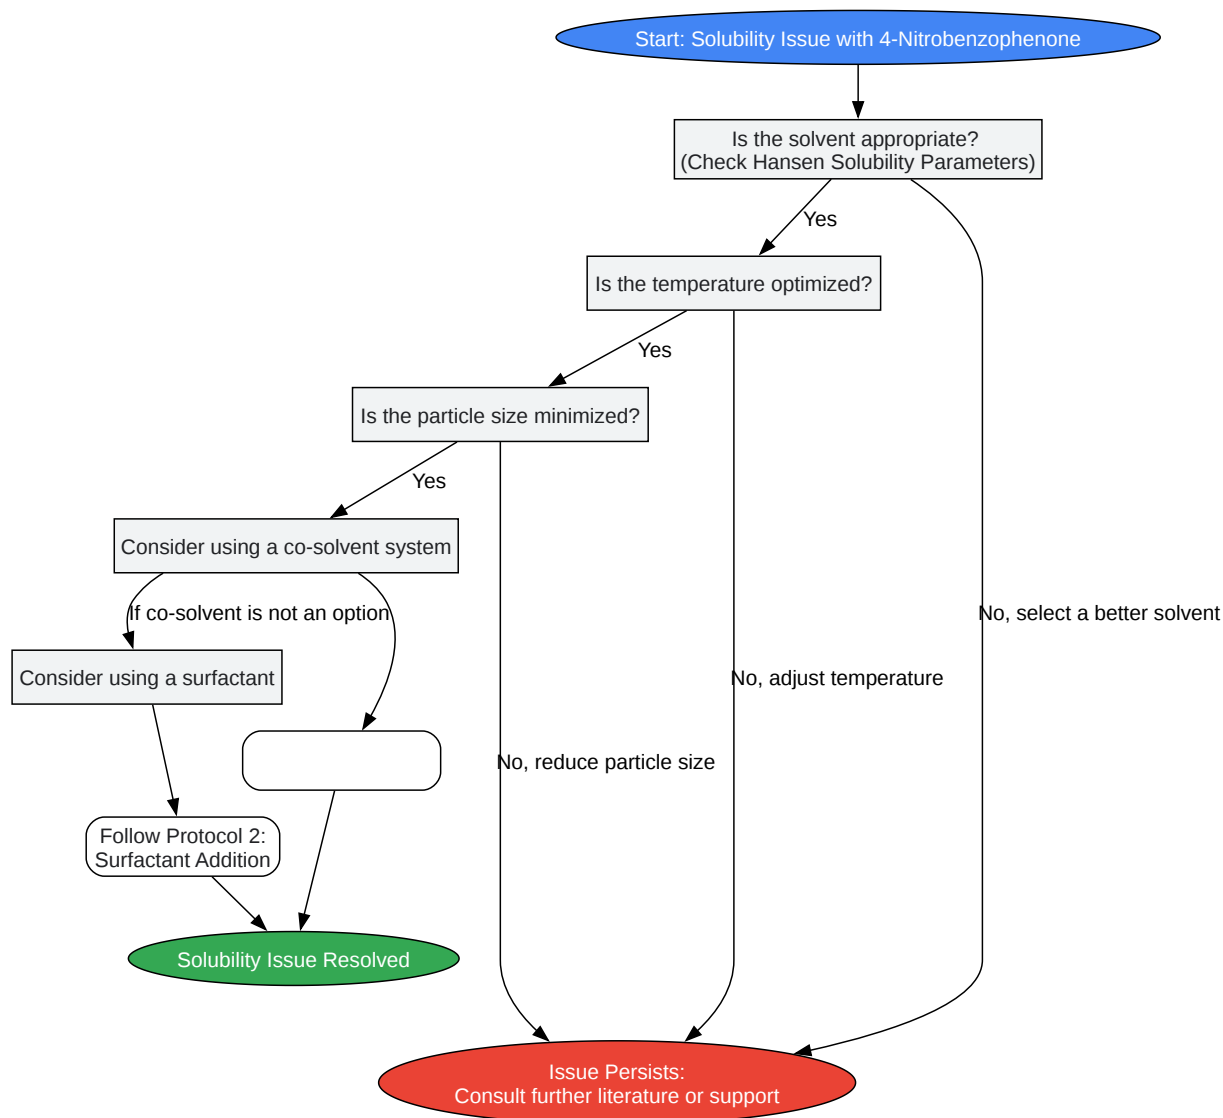 Start: Solubility Issue with 4-Nitrobenzophenone
Is the solvent appropriate?
(Check Hansen Solubility Parameters)
Yes
Is the temperature optimized?
Yes
Is the particle size minimized?
Yes
Consider using a co-solvent system
If co-solvent is not an option
No, select a better solvent
Consider using a surfactant
No, adjust temperature
No, reduce particle size
Follow Protocol 2:
Surfactant Addition
Solubility Issue Resolved
Issue Persists:
Consult further literature or support